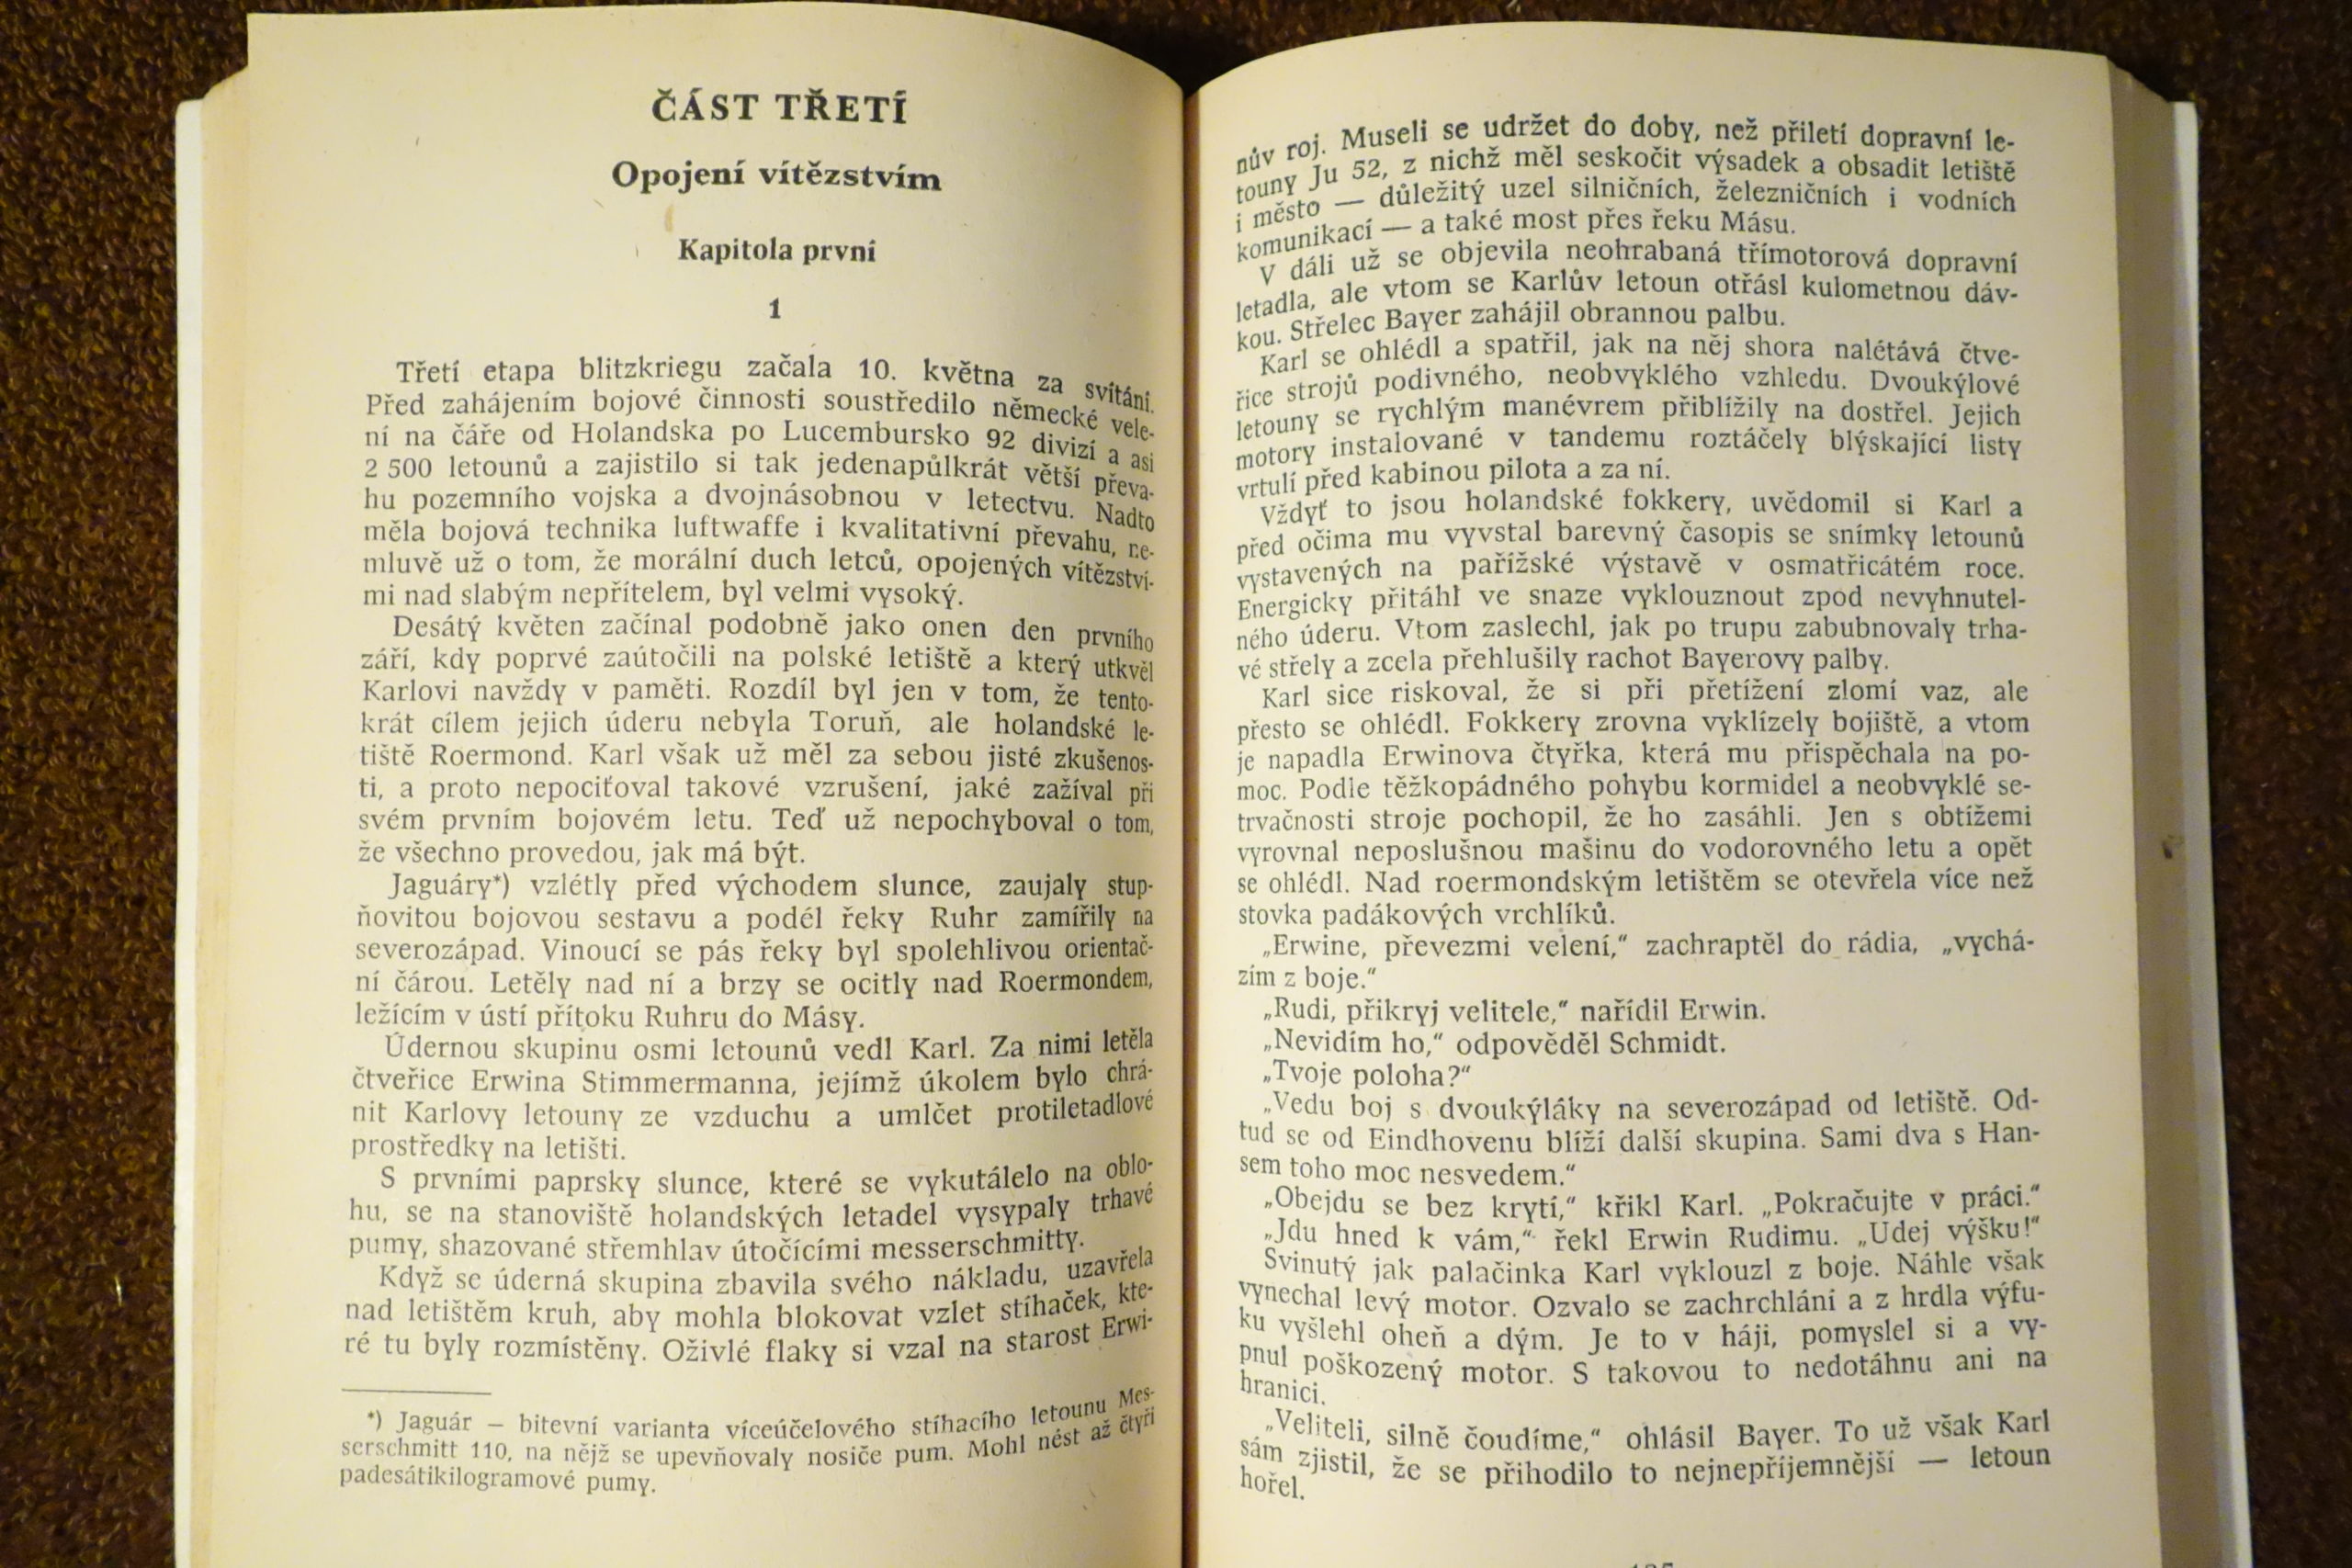 ČÁST TŘETÍ
Opojení vítězstvím
Kapitola první
1
Třetí etapa blitzkriegu začala 10. května za svítání.
Před zahájením bojové činnosti soustředilo německé vele-
ní na čáře od Holandska po Lucembursko 92 divizí a asi
2 500 letounů a zajistilo si tak jedenapůlkrát větší převa-
hu pozemního vojska a dvojnásobnou v letectvu. Nadto
měla bojová technika luftwaffe i kvalitativní převahu, ne-
mluvě už o tom, že morální duch letců, opojených vítězství-
mi nad slabým nepřítelem, byl velmi vysoký.
Desátý květen začínal podobně jako onen den prvního
září, kdy poprvé zaútočili na polské letiště a který utkvěl
Karlovi navždy v paměti. Rozdíl byl jen v tom, že tento-
krát cílem jejich úderu nebyla Toruň, ale holandské le-
tiště Roermond. Karl však už měl za sebou jisté zkušenos-
ti, a proto nepociťoval takové vzrušení, jaké zažíval při
svém prvním bojovém letu. Teď už nepochyboval o tom,
že všechno provedou, jak má být.
Jaguáry*) vzlétly před východem slunce, zaujaly stup-
ňovitou bojovou sestavu a podél řeky Ruhr zamířily na
severozápad. Vinoucí se pás řeky byl spolehlivou orientač-
ní čárou. Letěly nad ní a brzy se ocitly nad Roermondem,
ležícím v ústí přítoku Ruhru do Másy.
Údernou skupinu osmi letounů vedl Karl. Za nimi letěla
čtveřice Erwina Stimmermanna, jejímž úkolem bylo chrá-
nit Karlovy letouny ze vzduchu a umlčet protiletadlové
prostředky na letišti.
S prvními paprsky slunce, které se vykutálelo na oblo-
hu, se na stanoviště holandských letadel vysypaly trhavé
pumy, shazované střemhlav útočícími messerschmitty.
Když se úderná skupina zbavila svého nákladu, uzavřela
nad letištěm kruh, aby mohla blokovat vzlet stíhaček, kte-
ré tu byly rozmístěny. Oživlé flaky si vzal na starost Erwi-
*) Jaguár – bitevní varianta víceúčelového stíhacího letounu Mes-
serschmitt 110, na nějž se upevňovaly nosiče pum. Mohl nést až čtyři
padesátikilogramové pumy.
nův roj. Museli se udržet do doby, než přiletí dopravní le-
touny Ju 52, z nichž měl seskočit výsadek a obsadit letiště
i město — důležitý uzel silničních, železničních i vodních
komunikací — a také most přes řeku Másu.
V dáli už se objevila neohrabaná třímotorová dopravní
letadla, ale vtom se Karlův letoun otřásl kulometnou dáv-
kou. Střelec Bayer zahájil obrannou palbu.
Karl se ohlédl a spatřil, jak na něj shora nalétává čtve-
řice strojů podivného, neobvyklého vzhledu. Dvoukýlové
letouny se rychlým manévrem přiblížily na dostřel. Jejich
motory instalované v tandemu roztáčely blýskající listy
vrtulí před kabinou pilota a za ní.
Vždyť to jsou holandské fokkery, uvědomil si Karl a
před očima mu vyvstal barevný časopis se snímky letounů
vystavených na pařížské výstavě v osmatřicátém roce.
Energicky přitáhl ve snaze vyklouznout zpod nevyhnutel-
ného úderu. Vtom zaslechl, jak po trupu zabubnovaly trha-
vé střely a zcela přehlušily rachot Bayerovy palby.
Karl sice riskoval, že si při přetížení zlomí vaz, ale
přesto se ohlédl. Fokkery zrovna vyklízely bojiště, a vtom
je napadla Erwinova čtyřka, která mu přispěchala na po-
moc. Podle těžkopádného pohybu kormidel a neobvyklé se-
trvačnosti stroje pochopil, že ho zasáhli. Jen s obtížemi
vyrovnal neposlušnou mašinu do vodorovného letu a opět
se ohlédl. Nad roermondským letištěm se otevřela více než
stovka padákových vrchlíků.
„Erwine, převezmi velení,“ zachraptěl do rádia, „vychá-
zím z boje.“
„Rudi, přikryj velitele,“ nařídil Erwin.
„Nevidím ho,“ odpověděl Schmidt.
„Tvoje poloha?“
„Vedu boj s dvoukýláky na severozápad od letiště. Od-
tud se od Eindhovenu blíží další skupina. Sami dva s Han-
sem toho moc nesvedem.“
„Obejdu se bez krytí,“ křikl Karl. „Pokračujte v práci.“
„Jdu hned k vám,“ řekl Erwin Rudimu. „Udej výšku!“
Svinutý jak palačinka Karl vyklouzl z boje. Náhle však
vynechal levý motor. Ozvalo se zachrchlání a z hrdla výfu-
ku vyšlehl oheň a dým. Je to v háji, pomyslel si a vy-
pnul poškozený motor. S takovou to nedotáhnu ani na
hranici.
„Veliteli, silně čoudíme,“ ohlásil Bayer. To už však Karl
sám zjistil, že se přihodilo to nejnepříjemnější — letoun
hořel.